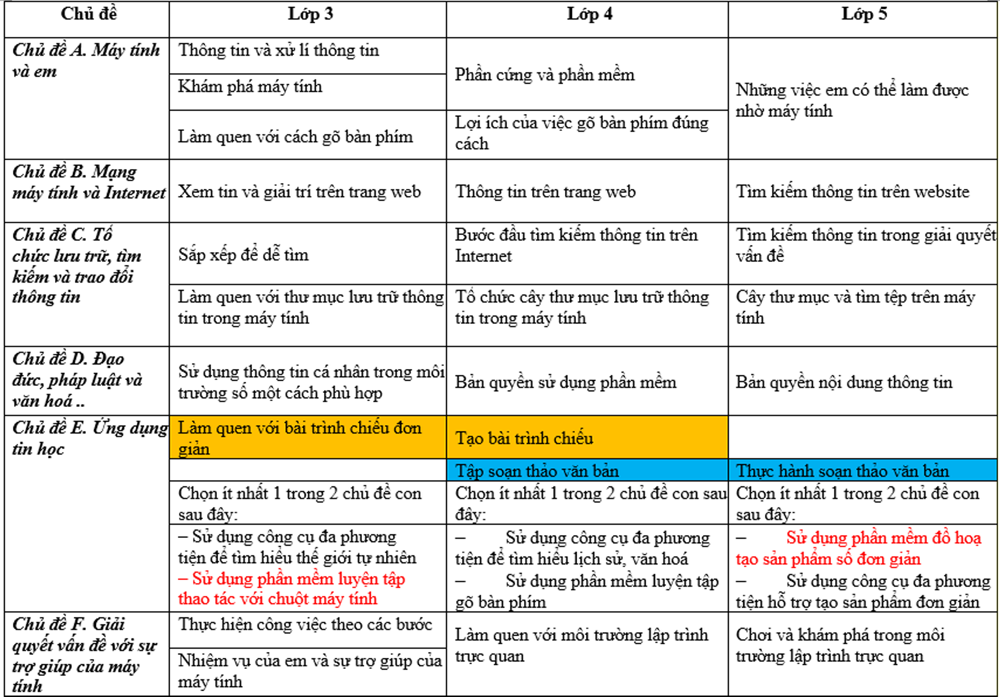 Chủ đề
Lớp 3
Lớp 4
Lớp 5
Chủ đề A. Máy tính
và em
Thông tin và xử lí thông tin
Khám phá máy tính
Làm quen với cách gõ bàn phím
Phần cứng và phần mềm
Lợi ích của việc gõ bàn phím đúng
cách
Những việc em có thể làm được
nhờ máy tính
Chủ đề B. Mạng
máy tính và Internet
Xem tin và giải trí trên trang web
Thông tin trên trang web
Tìm kiếm thông tin trên website
Chủ đề C. Tổ
chức lưu trữ, tìm
kiếm và trao đổi
thông tin
Sắp xếp để dễ tìm
Bước đầu tìm kiếm thông tin trên
Internet
Tìm kiếm thông tin trong giải quyết
vấn đề
Làm quen với thư mục lưu trữ thông
tin trong máy tính
Tổ chức cây thư mục lưu trữ thông
tin trong máy tính
Cây thư mục và tìm tệp trên máy
tính
Chủ đề D. Đạo
đức, pháp luật và
văn hoá ..
Sử dụng thông tin cá nhân trong môi
trường số một cách phù hợp
Bản quyền sử dụng phần mềm
Bản quyền nội dung thông tin
Chủ đề E. Ứng dụng
tin học
Làm quen với bài trình chiếu đơn
giản
Tạo bài trình chiếu
Tập soạn thảo văn bản
Thực hành soạn thảo văn bản
Chọn ít nhất 1 trong 2 chủ đề con
sau đây:
Chọn ít nhất 1 trong 2 chủ đề con sau
đây:
Chọn ít nhất 1 trong 2 chủ đề con
sau đây:
– Sử dụng công cụ đa phương
tiện để tìm hiểu thế giới tự nhiên
– Sử dụng phần mềm luyện tập
thao tác với chuột máy tính
– Sử dụng công cụ đa phương
tiện để tìm hiểu lịch sử, văn hoá
– Sử dụng phần mềm luyện tập
gõ bàn phím
– Sử dụng phần mềm đồ hoạ
tạo sản phẩm số đơn giản
– Sử dụng công cụ đa phương
tiện hỗ trợ tạo sản phẩm đơn giản
Chủ đề F. Giải
quyết vấn đề với sự
trợ giúp của máy
tính
Thực hiện công việc theo các bước
Nhiệm vụ của em và sự trợ giúp của
máy tính
Làm quen với môi trường lập trình
trực quan
Chơi và khám phá trong môi
trường lập trình trực quan